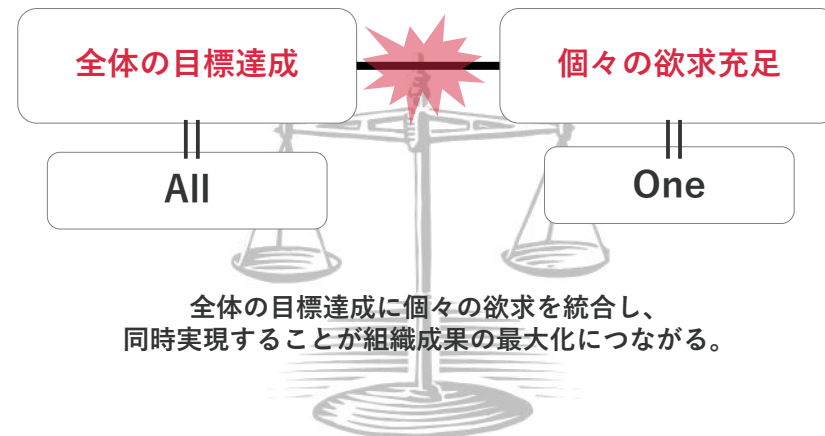 全体の目標達成
個々の欲求充足
All
One
全体の目標達成に個々の欲求を統合し、
同時実現することが組織成果の最大化につながる。